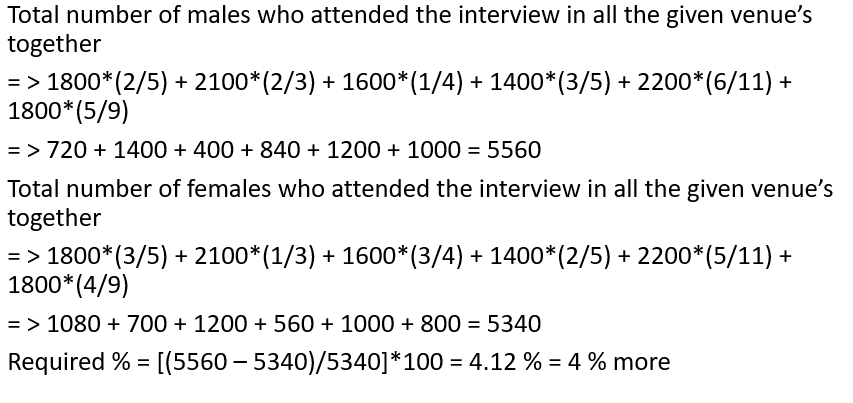 Total number of males who attended the interview in all the given venue’s
together
= > 1800*(2/5) + 2100*(2/3) + 1600*(1/4) + 1400*(3/5) + 2200*(6/11) +
1800*(5/9)
= > 720 + 1400 + 400 + 840 + 1200 + 1000 = 5560
Total number of females who attended the interview in all the given venue’s
together
= > 1800*(3/5) + 2100*(1/3) + 1600*(3/4) + 1400*(2/5) + 2200*(5/11) +
1800*(4/9)
= > 1080 + 700 + 1200 + 560 + 1000 + 800 = 5340
Required % = [(5560 – 5340)/5340]*100 = 4.12 % = 4 % more